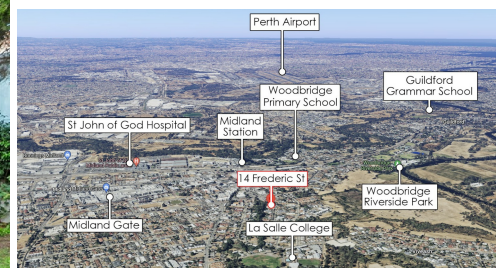 Perth Airport
Guildford
Grammar School
Woodbridge
Primary School
Midland
Station
St John of God Hospital
14 Frederic St
Woodbridge
Riverside Park
Midland Gate
La Salle College